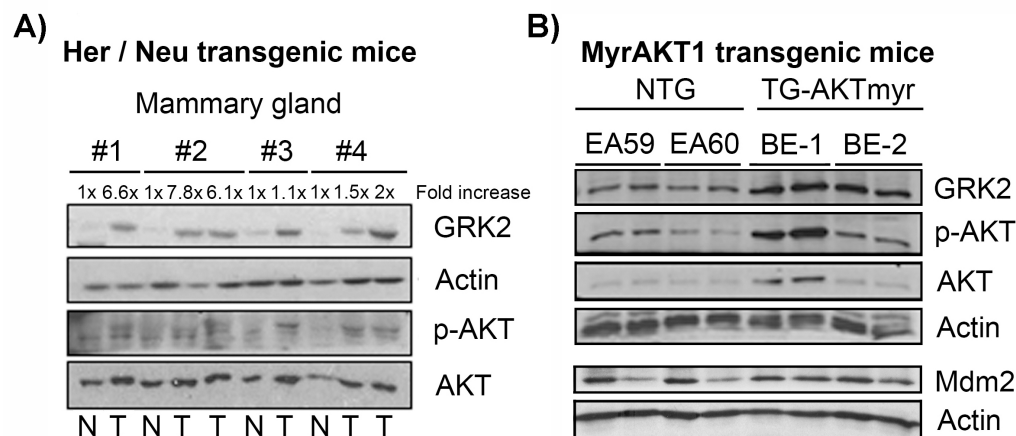 A)
Her / Neu transgenic mice
Mammary gland
#1 #2 #3 #4
1x 6.6x 1x 7.8x 6.1x 1x 1.1x 1x 1.5x 2x Fold increase
GRK2
Actin
p-AKT
AKT
N T N T T N T N T T
B)
MyrAKT1 transgenic mice
NTG TG-AKTmyr
EA59 EA60 BE-1 BE-2
GRK2
p-AKT
AKT
Actin
Mdm2
Actin